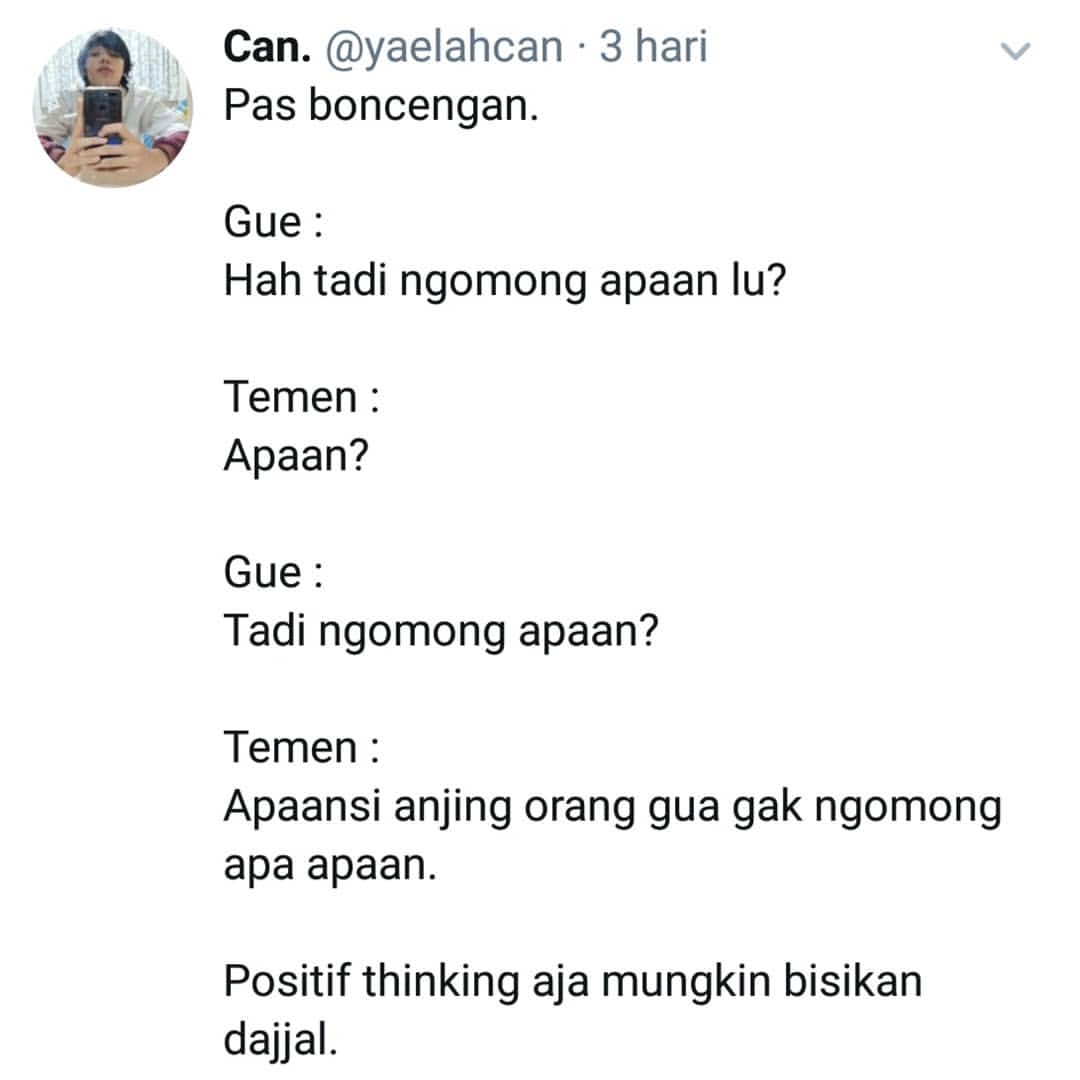 Can. @yaelahcan · 3 hari
Pas boncengan.
Gue :
Hah tadi ngomong apaan lu?
Temen :
Apaan?
Gue :
Tadi ngomong apaan?
Temen :
Apaansi anjing orang gua gak ngomong
apa apaan.
Positif thinking aja mungkin bisikan
dajjal.